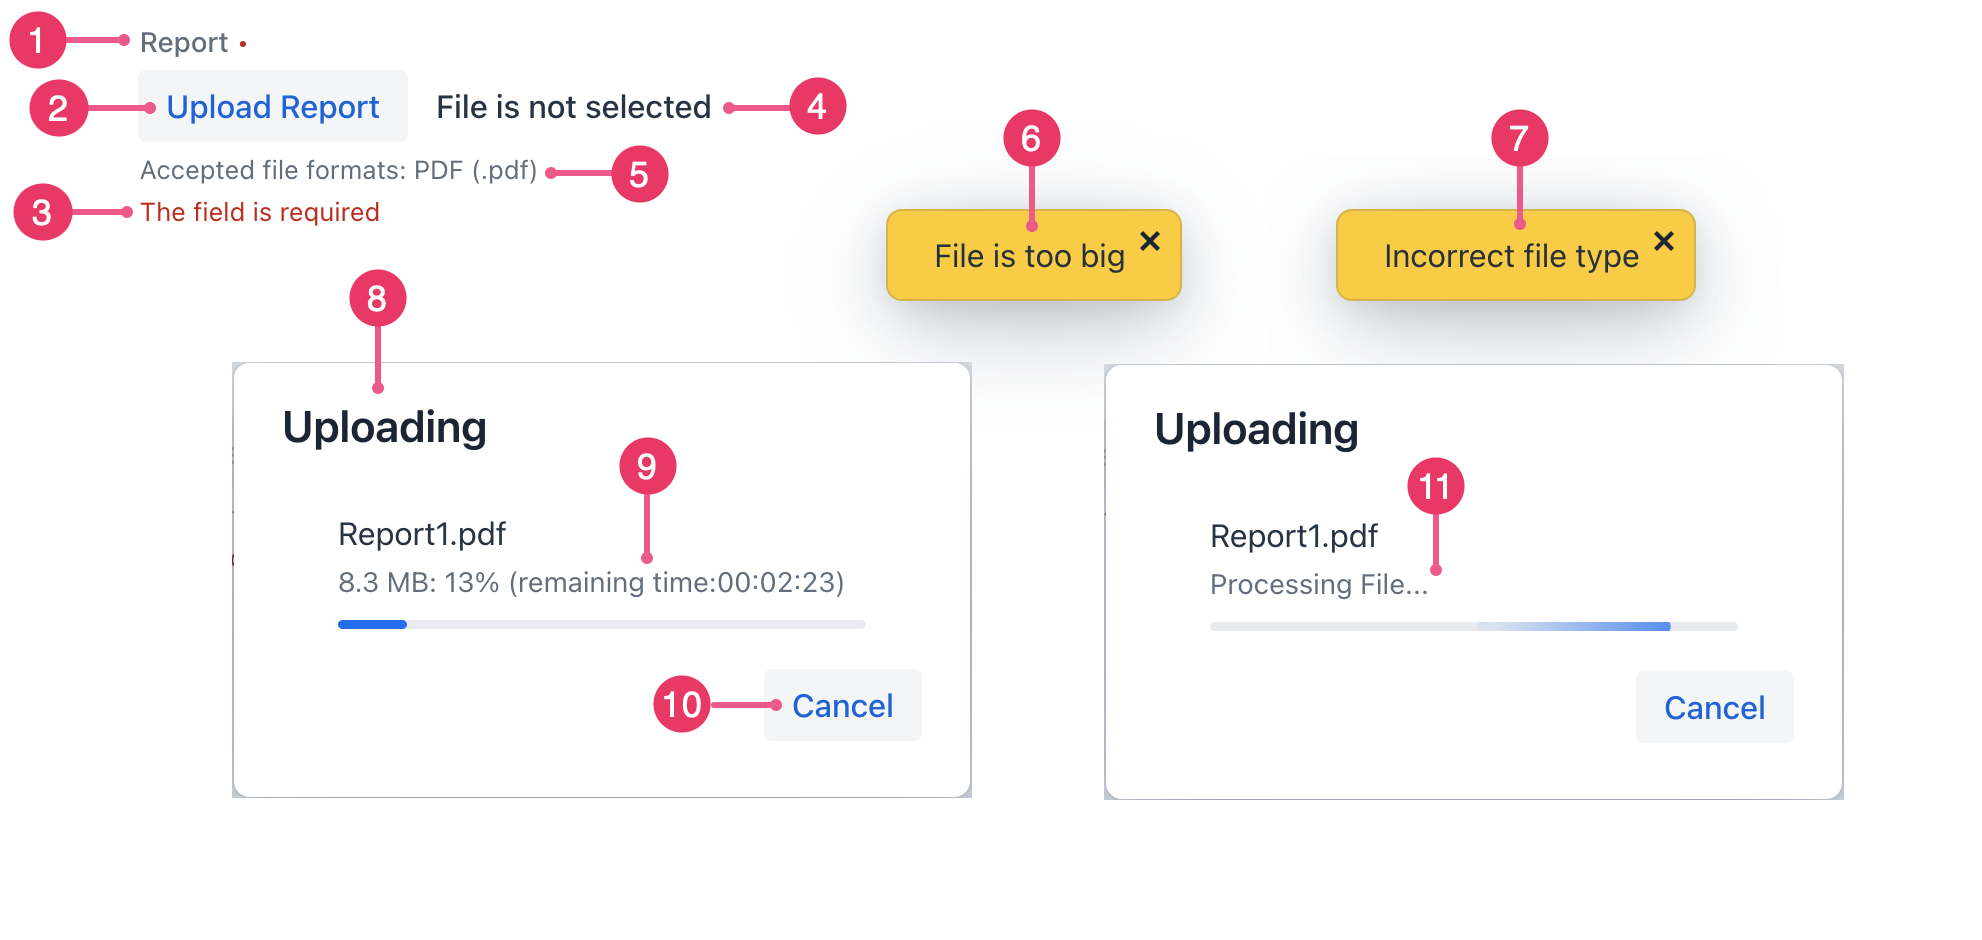 1 Report •
2 Upload Report File is not selected 4
Accepted file formats: PDF (.pdf) 5
3 The field is required
6
File is too big ×
7
Incorrect file type ×
8
Uploading
9
Report1.pdf
8.3 MB: 13% (remaining time:00:02:23)
10 Cancel
Uploading
11
Report1.pdf
Processing File...
Cancel